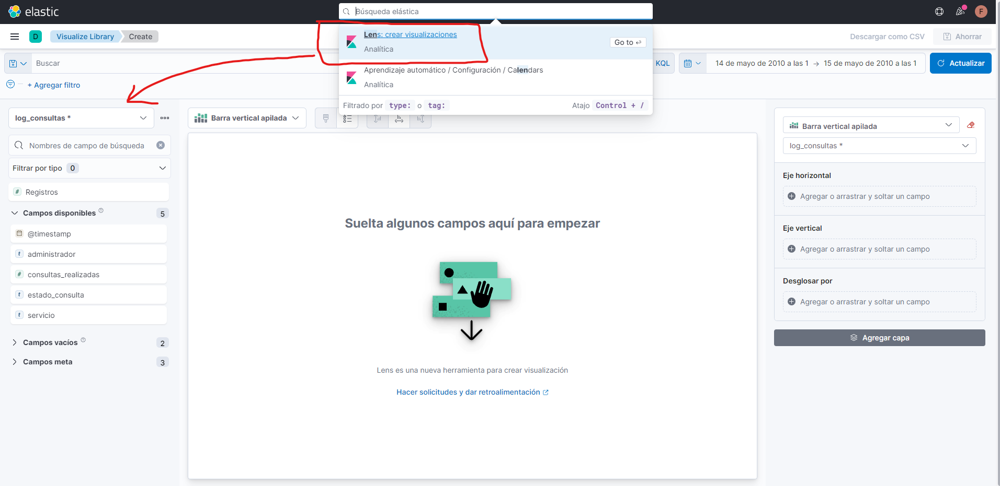 elastic
Búsqueda elástica
F
D
Visualize Library
Create
Lens: crear visualizaciones
Analítica
Go to
Descargar como CSV
Ahorrar
Buscar
Aprendizaje automático / Configuración / Calendars
Analítica
KQL
14 de mayo de 2010 a las 1 → 15 de mayo de 2010 a las 1
Actualizar
+ Agregar filtro
Filtrado por type: o tag:
Atajo Control + /
log_consultas *
Barra vertical apilada
Barra vertical apilada
Nombres de campo de búsqueda
log_consultas *
Filtrar por tipo 0
Eje horizontal
Registros
Agregar o arrastrar y soltar un campo
Campos disponibles 5
Suelta algunos campos aquí para empezar
Eje vertical
@timestamp
Agregar o arrastrar y soltar un campo
administrador
consultas_realizadas
Desglosar por
estado_consulta
Agregar o arrastrar y soltar un campo
servicio
Agregar capa
Campos vacíos 2
Campos meta 3
Lens es una nueva herramienta para crear visualización
Hacer solicitudes y dar retroalimentación